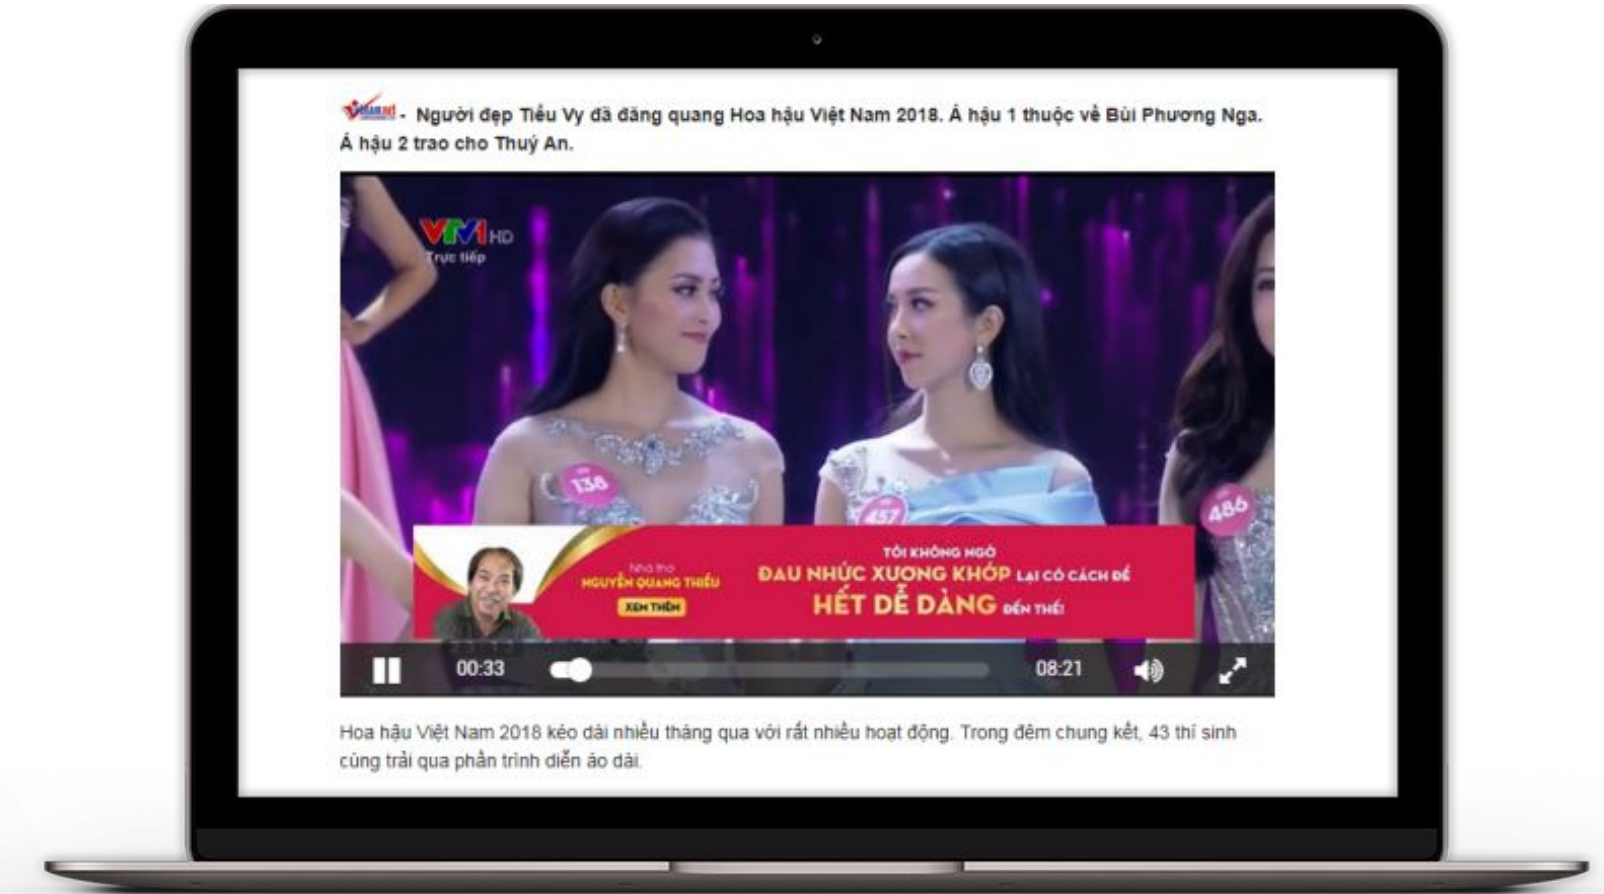 Vietnamnet - Người đẹp Tiểu Vy đã đăng quang Hoa hậu Việt Nam 2018. Á hậu 1 thuộc về Bùi Phương Nga.
Á hậu 2 trao cho Thuý An.
VTV1 HD
Trực tiếp
138
457
486
TÔI KHÔNG NGỜ
Nhà thơ
NGUYỄN QUANG THIỀU
ĐAU NHỨC XƯƠNG KHỚP LẠI CÓ CÁCH ĐỂ
XEM THÊM
HẾT DỄ DÀNG ĐẾN THẾ!
00:33
08:21
Hoa hậu Việt Nam 2018 kéo dài nhiều tháng qua với rất nhiều hoạt động. Trong đêm chung kết, 43 thí sinh
cùng trải qua phần trình diễn áo dài.